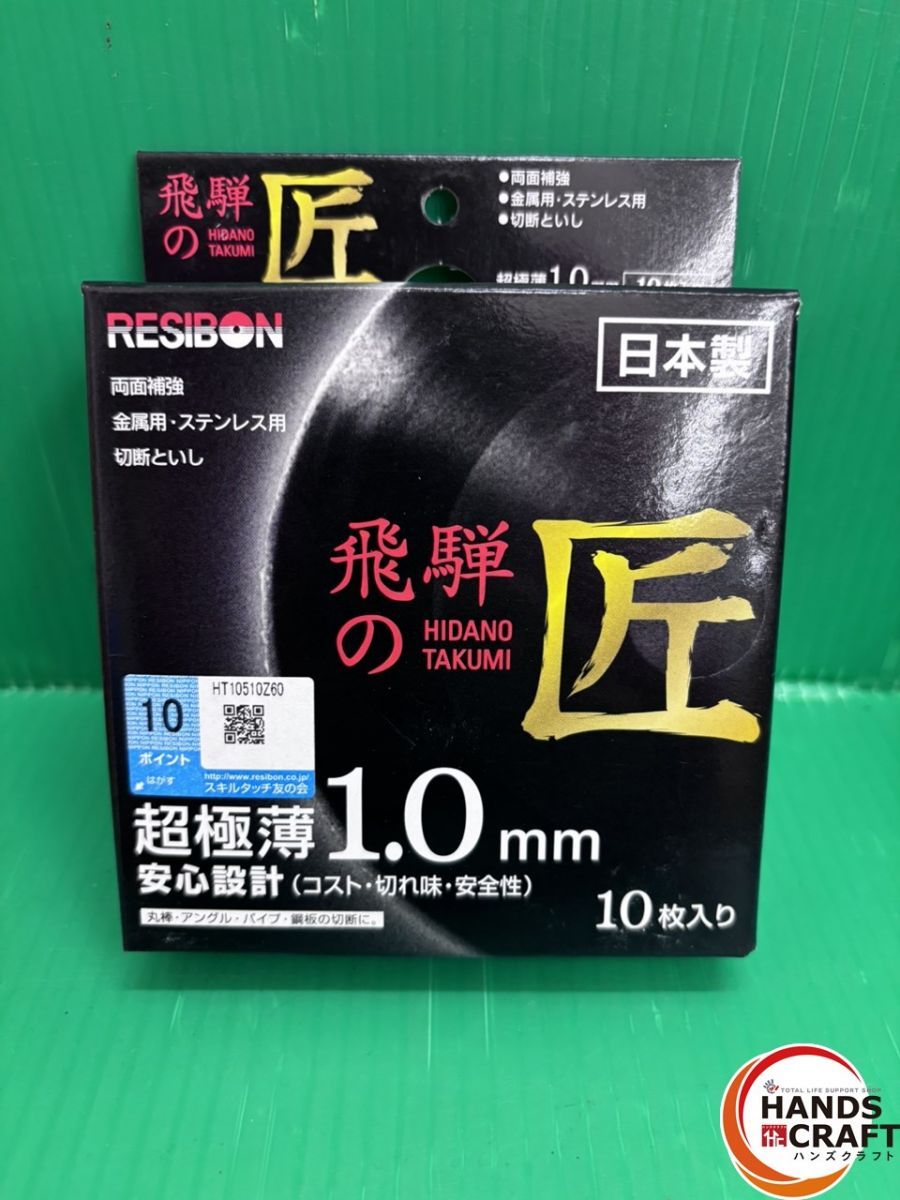 飛騨
の
HIDANO
TAKUMI
匠
●両面補強
●金属用・ステンレス用
●切断といし
超極薄1.0mm
RESIBON
日本製
両面補強
金属用・ステンレス用
切断といし
飛騨
の
HIDANO
TAKUMI
匠
10
ポイント
はがす
HT10510Z60
http://www.resibon.co.jp/
スキルタッチ友の会
超極薄1.0mm
安心設計(コスト・切れ味・安全性)
丸棒・アングル・パイプ・鋼板の切断に。
10枚入り
TOTAL LIFE SUPPORT SHOP
HANDS
CRAFT
ハンズクラフト